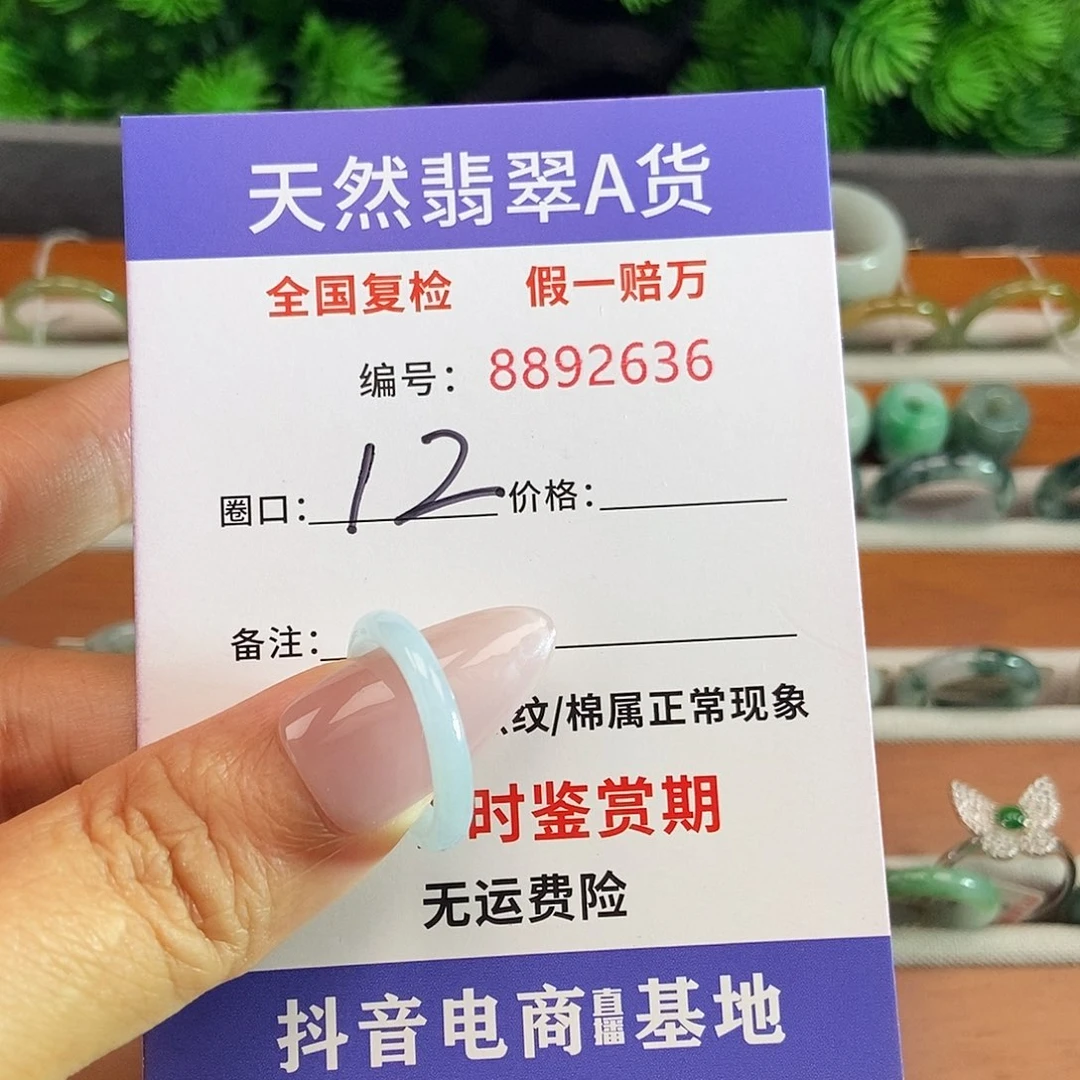 天然翡翠A货
全国复检 假一赔万
编号：8892636
圈口：12 价格：
备注：
纹/棉属正常现象
时鉴赏期
无运费险
抖音电商直播基地